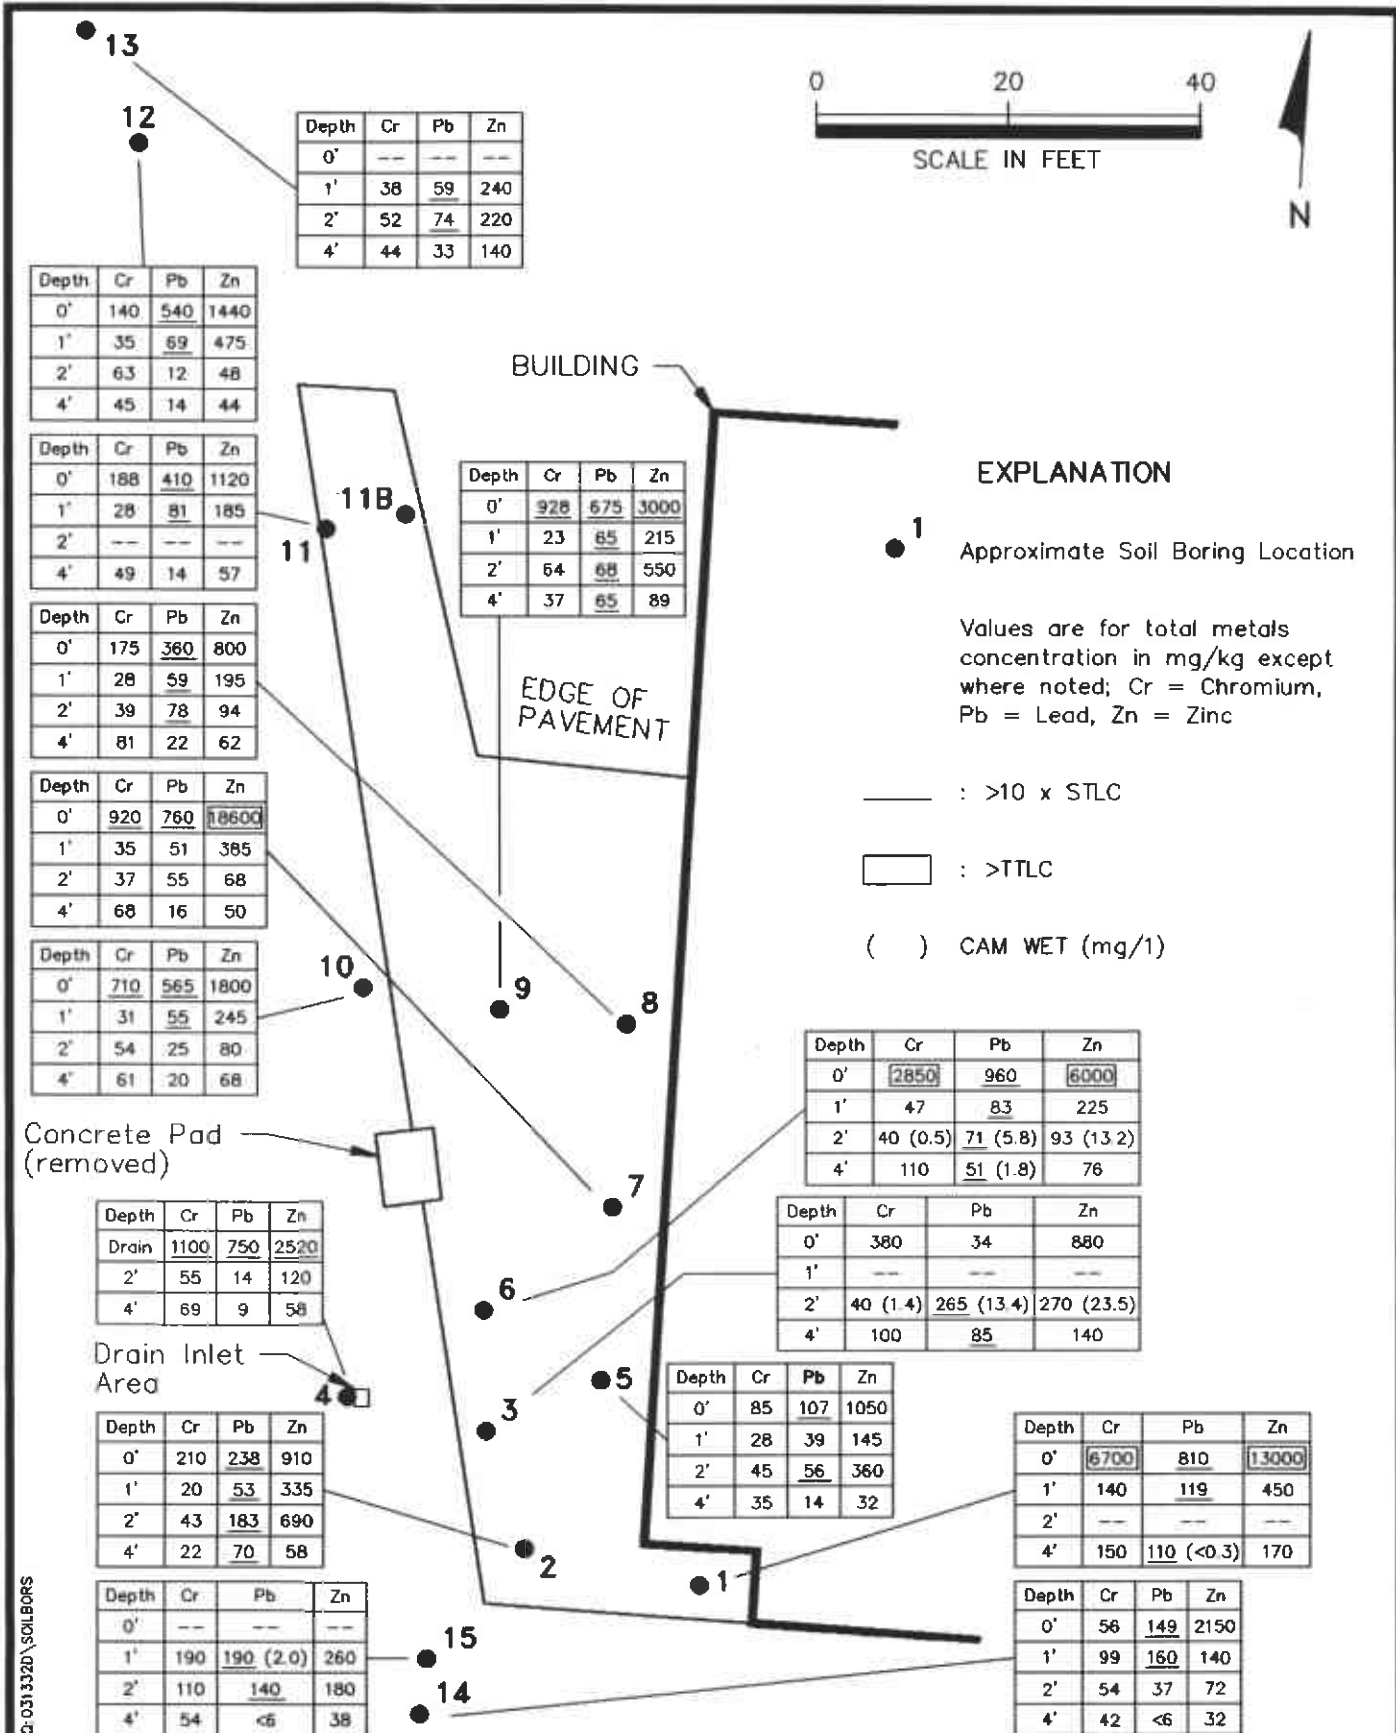 13
12
Depth Cr Pb Zn
0' -- -- --
1' 38 59 240
2' 52 74 220
4' 44 33 140
0 20 40
SCALE IN FEET
N
Depth Cr Pb Zn
0' 140 540 1440
1' 35 69 475
2' 63 12 48
4' 45 14 44
BUILDING
Depth Cr Pb Zn
0' 188 410 1120
1' 28 81 185
2' -- -- --
4' 49 14 57
11B
11
Depth Cr Pb Zn
0' 928 675 3000
1' 23 65 215
2' 64 68 550
4' 37 65 89
EXPLANATION
1
Approximate Soil Boring Location
Values are for total metals
concentration in mg/kg except
where noted; Cr = Chromium,
Pb = Lead, Zn = Zinc
: >10 x STLC
: >TTLC
( ) CAM WET (mg/1)
Depth Cr Pb Zn
0' 175 360 800
1' 28 59 195
2' 39 78 94
4' 81 22 62
EDGE OF
PAVEMENT
Depth Cr Pb Zn
0' 920 760 18600
1' 35 51 385
2' 37 55 68
4' 68 16 50
Depth Cr Pb Zn
0' 710 565 1800
1' 31 55 245
2' 54 25 80
4' 61 20 68
10
9
8
Depth Cr Pb Zn
0' 2850 960 6000
1' 47 83 225
2' 40 (0.5) 71 (5.8) 93 (13.2)
4' 110 51 (1.8) 76
Concrete Pad
(removed)
7
Depth Cr Pb Zn
Drain 1100 750 2520
2' 55 14 120
4' 69 9 58
6
Depth Cr Pb Zn
0' 380 34 880
1' -- -- --
2' 40 (1.4) 265 (13.4) 270 (23.5)
4' 100 85 140
Drain Inlet
Area
4
5
3
Depth Cr Pb Zn
0' 85 107 1050
1' 28 39 145
2' 45 56 360
4' 35 14 32
Depth Cr Pb Zn
0' 210 238 910
1' 20 53 335
2' 43 183 690
4' 22 70 58
2
1
Depth Cr Pb Zn
0' 6700 810 13000
1' 140 119 450
2' -- -- --
4' 150 110 (<0.3) 170
Depth Cr Pb Zn
0' -- -- --
1' 190 190 (2.0) 260
2' 110 140 180
4' 54 <6 38
15
14
Depth Cr Pb Zn
0' 56 149 2150
1' 99 160 140
2' 54 37 72
4' 42 <6 32
Q:031332D\SOILBORS